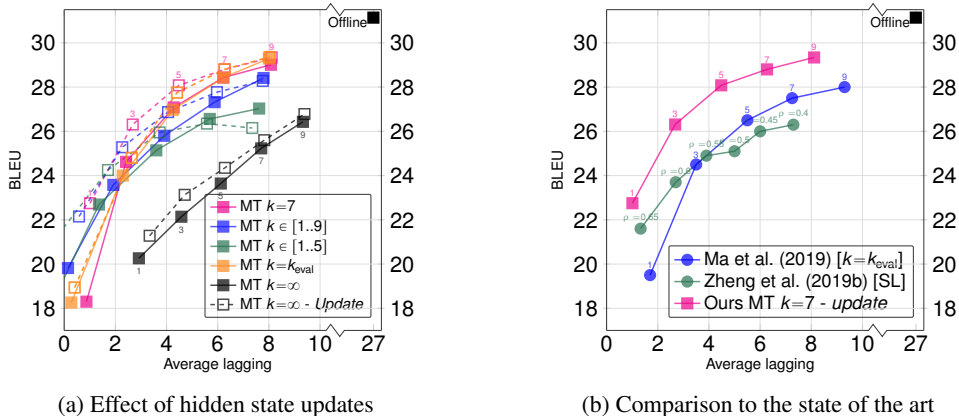 Offline
30
28
26
24
22
20
18
BLEU
1
3
5
7
9
1
3
5
7
9
MT k=7
MT k∈[1..9]
MT k∈[1..5]
MT k=keval
MT k=∞
MT k=∞ - Update
30
28
26
24
22
20
18
0 2 4 6 8 10 27
Average lagging
(a) Effect of hidden state updates
Offline
30
28
26
24
22
20
18
BLEU
1
3
5
7
9
1
3
5
7
9
ρ =0.65
ρ =0.6
ρ =0.55
ρ =0.5
ρ =0.45
ρ =0.4
Ma et al. (2019) [k=keval]
Zheng et al. (2019b) [SL]
Ours MT k=7 - update
30
28
26
24
22
20
18
0 2 4 6 8 10 27
Average lagging
(b) Comparison to the state of the art